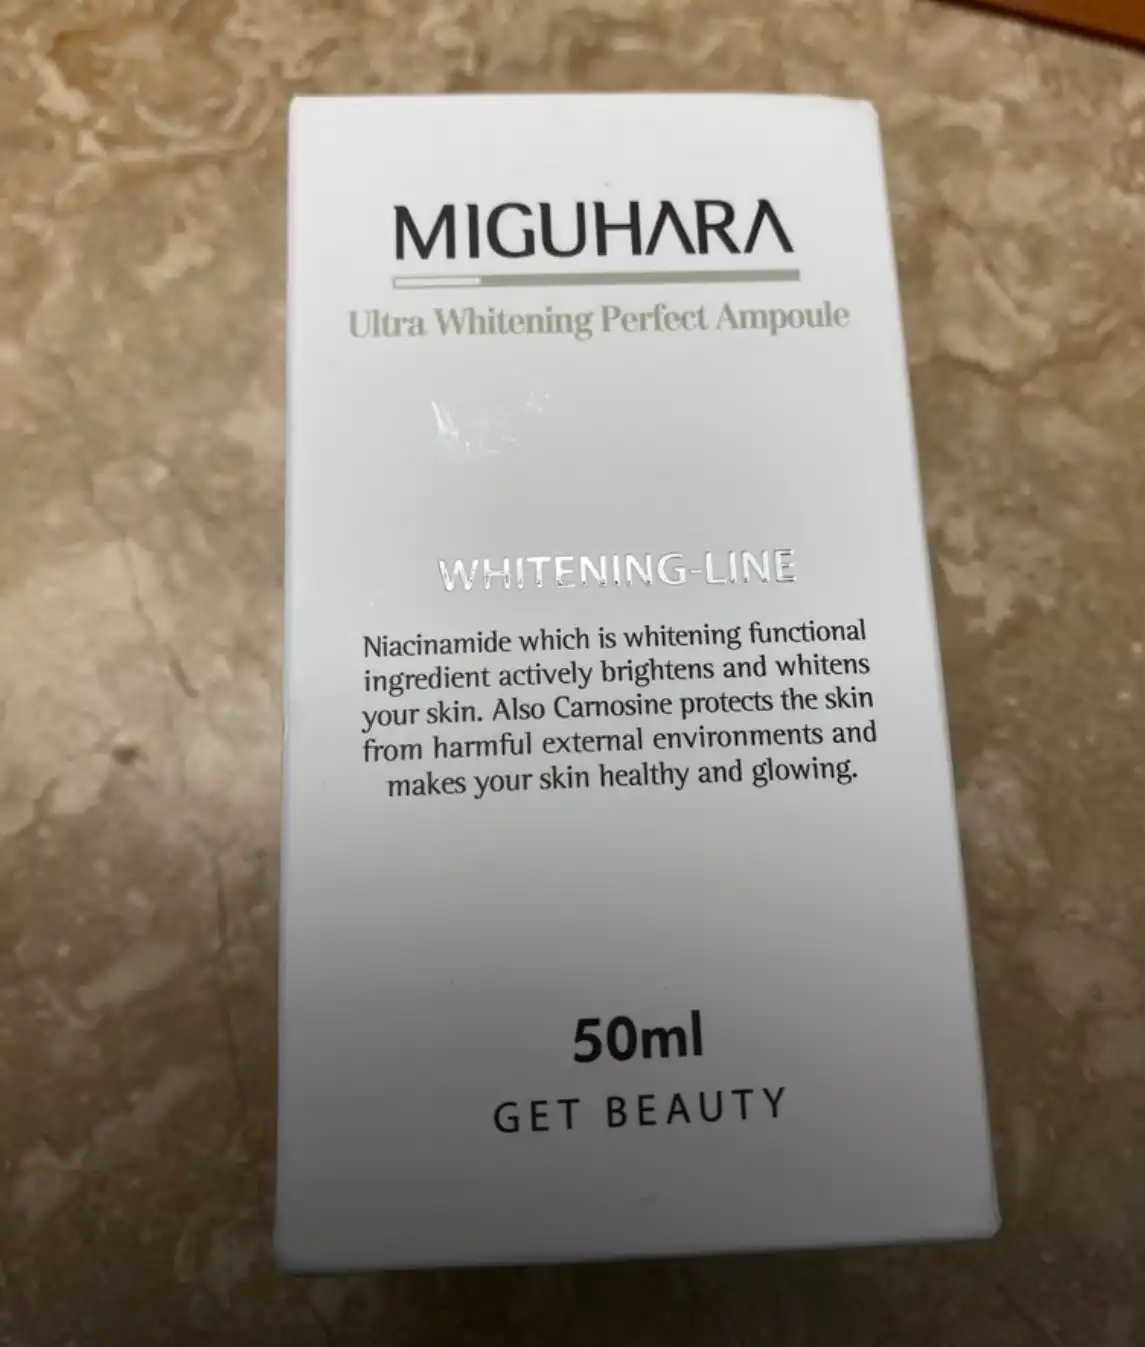 MIGUHARA
Ultra Whitening Perfect Ampoule
WHITENING-LINE
Niacinamide which is whitening functional
ingredient actively brightens and whitens
your skin. Also Carnosine protects the skin
from harmful external environments and
makes your skin healthy and glowing.
50ml
GET BEAUTY